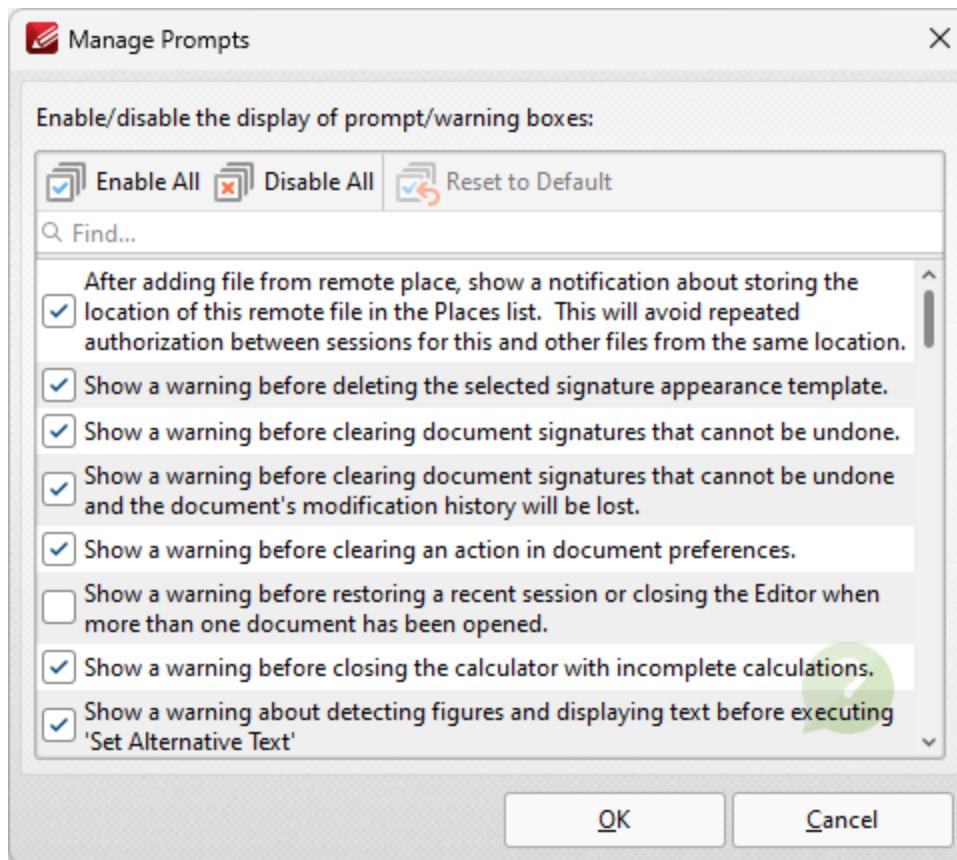 Manage Prompts
Enable/disable the display of prompt/warning boxes:
Enable All Disable All Reset to Default
Find...
After adding file from remote place, show a notification about storing the
location of this remote file in the Places list.  This will avoid repeated
authorization between sessions for this and other files from the same location.
Show a warning before deleting the selected signature appearance template.
Show a warning before clearing document signatures that cannot be undone.
Show a warning before clearing document signatures that cannot be undone
and the document's modification history will be lost.
Show a warning before clearing an action in document preferences.
Show a warning before restoring a recent session or closing the Editor when
more than one document has been opened.
Show a warning before closing the calculator with incomplete calculations.
Show a warning about detecting figures and displaying text before executing
'Set Alternative Text'
OK Cancel